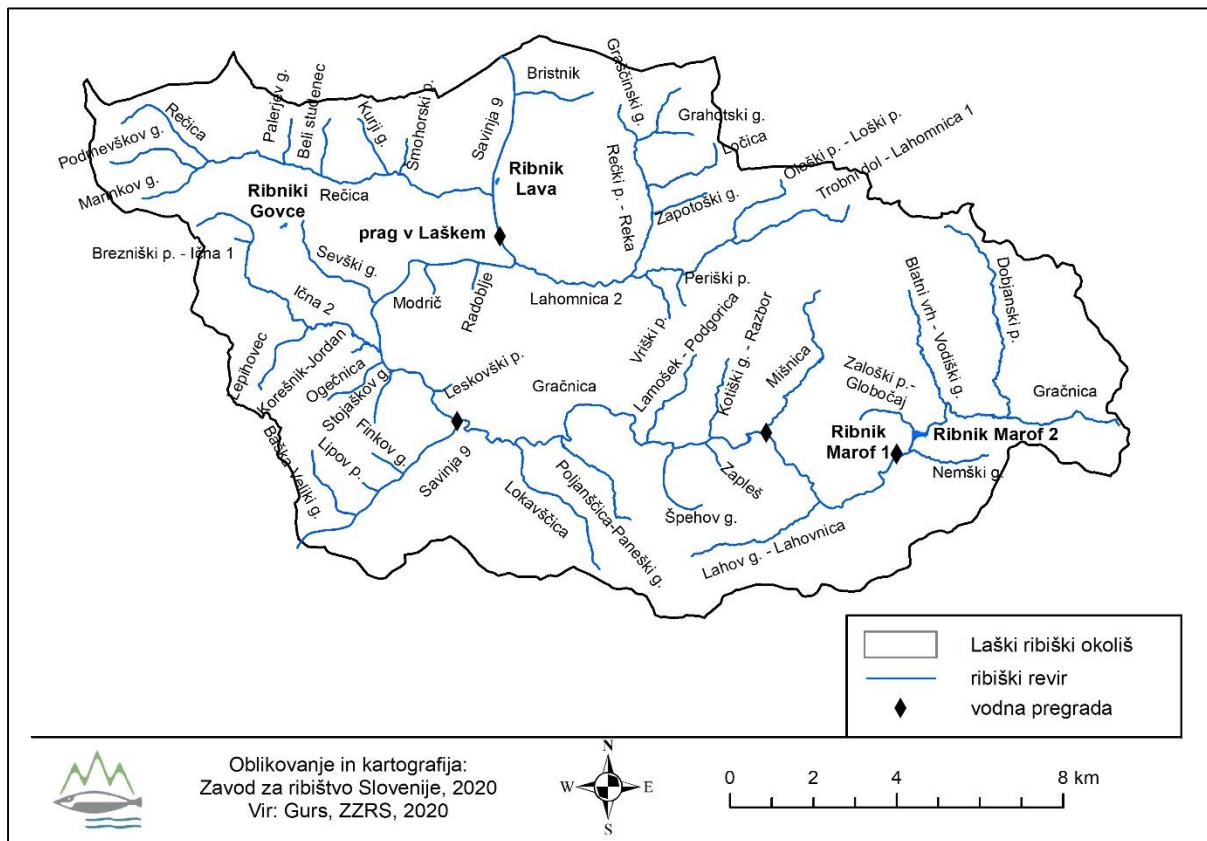 Bristnik
Graščinski g.
Grahotski g.
Ločica
Palerjev g.
Beli studenec
Kurji g.
Smohorski p.
Savinja 9
Rečica
Podmevškov g.
Marinkov g.
Ribniki
Govce
Rečica
Ribnik
Lava
Rečki p. - Reka
Zapotoški g.
Ološki p. - Loški p.
Trobni dol - Lahomnica 1
prag v Laškem
Brezniški p. - Ična 1
Sevški g.
Modrič
Radoblje
Lahomnica 2
Periški p.
Vriški p.
Ična 2
Lepihovec
Korešnik-Jordan
Ogečnica
Stojaškov g.
Finkov g.
Lipov p.
Baška-Veliki g.
Leskovški p.
Savinja 9
Gračnica
Lamošek - Podgorica
Kotiški g. - Razbor
Mišnica
Zaloški p.-
Globočaj
Blatni vrh - Vodiški g.
Dobjanski p.
Gračnica
Ribnik
Marof 1
Ribnik Marof 2
Nemški g.
Zapleš
Špehov g.
Lokavščica
Poljanščica-Paneški g.
Lahov g. - Lahovnica
Laški ribiški okoliš
ribiški revir
vodna pregrada
Oblikovanje in kartografija:
Zavod za ribištvo Slovenije, 2020
Vir: Gurs, ZZRS, 2020
N
W E
S
0 2 4 8 km